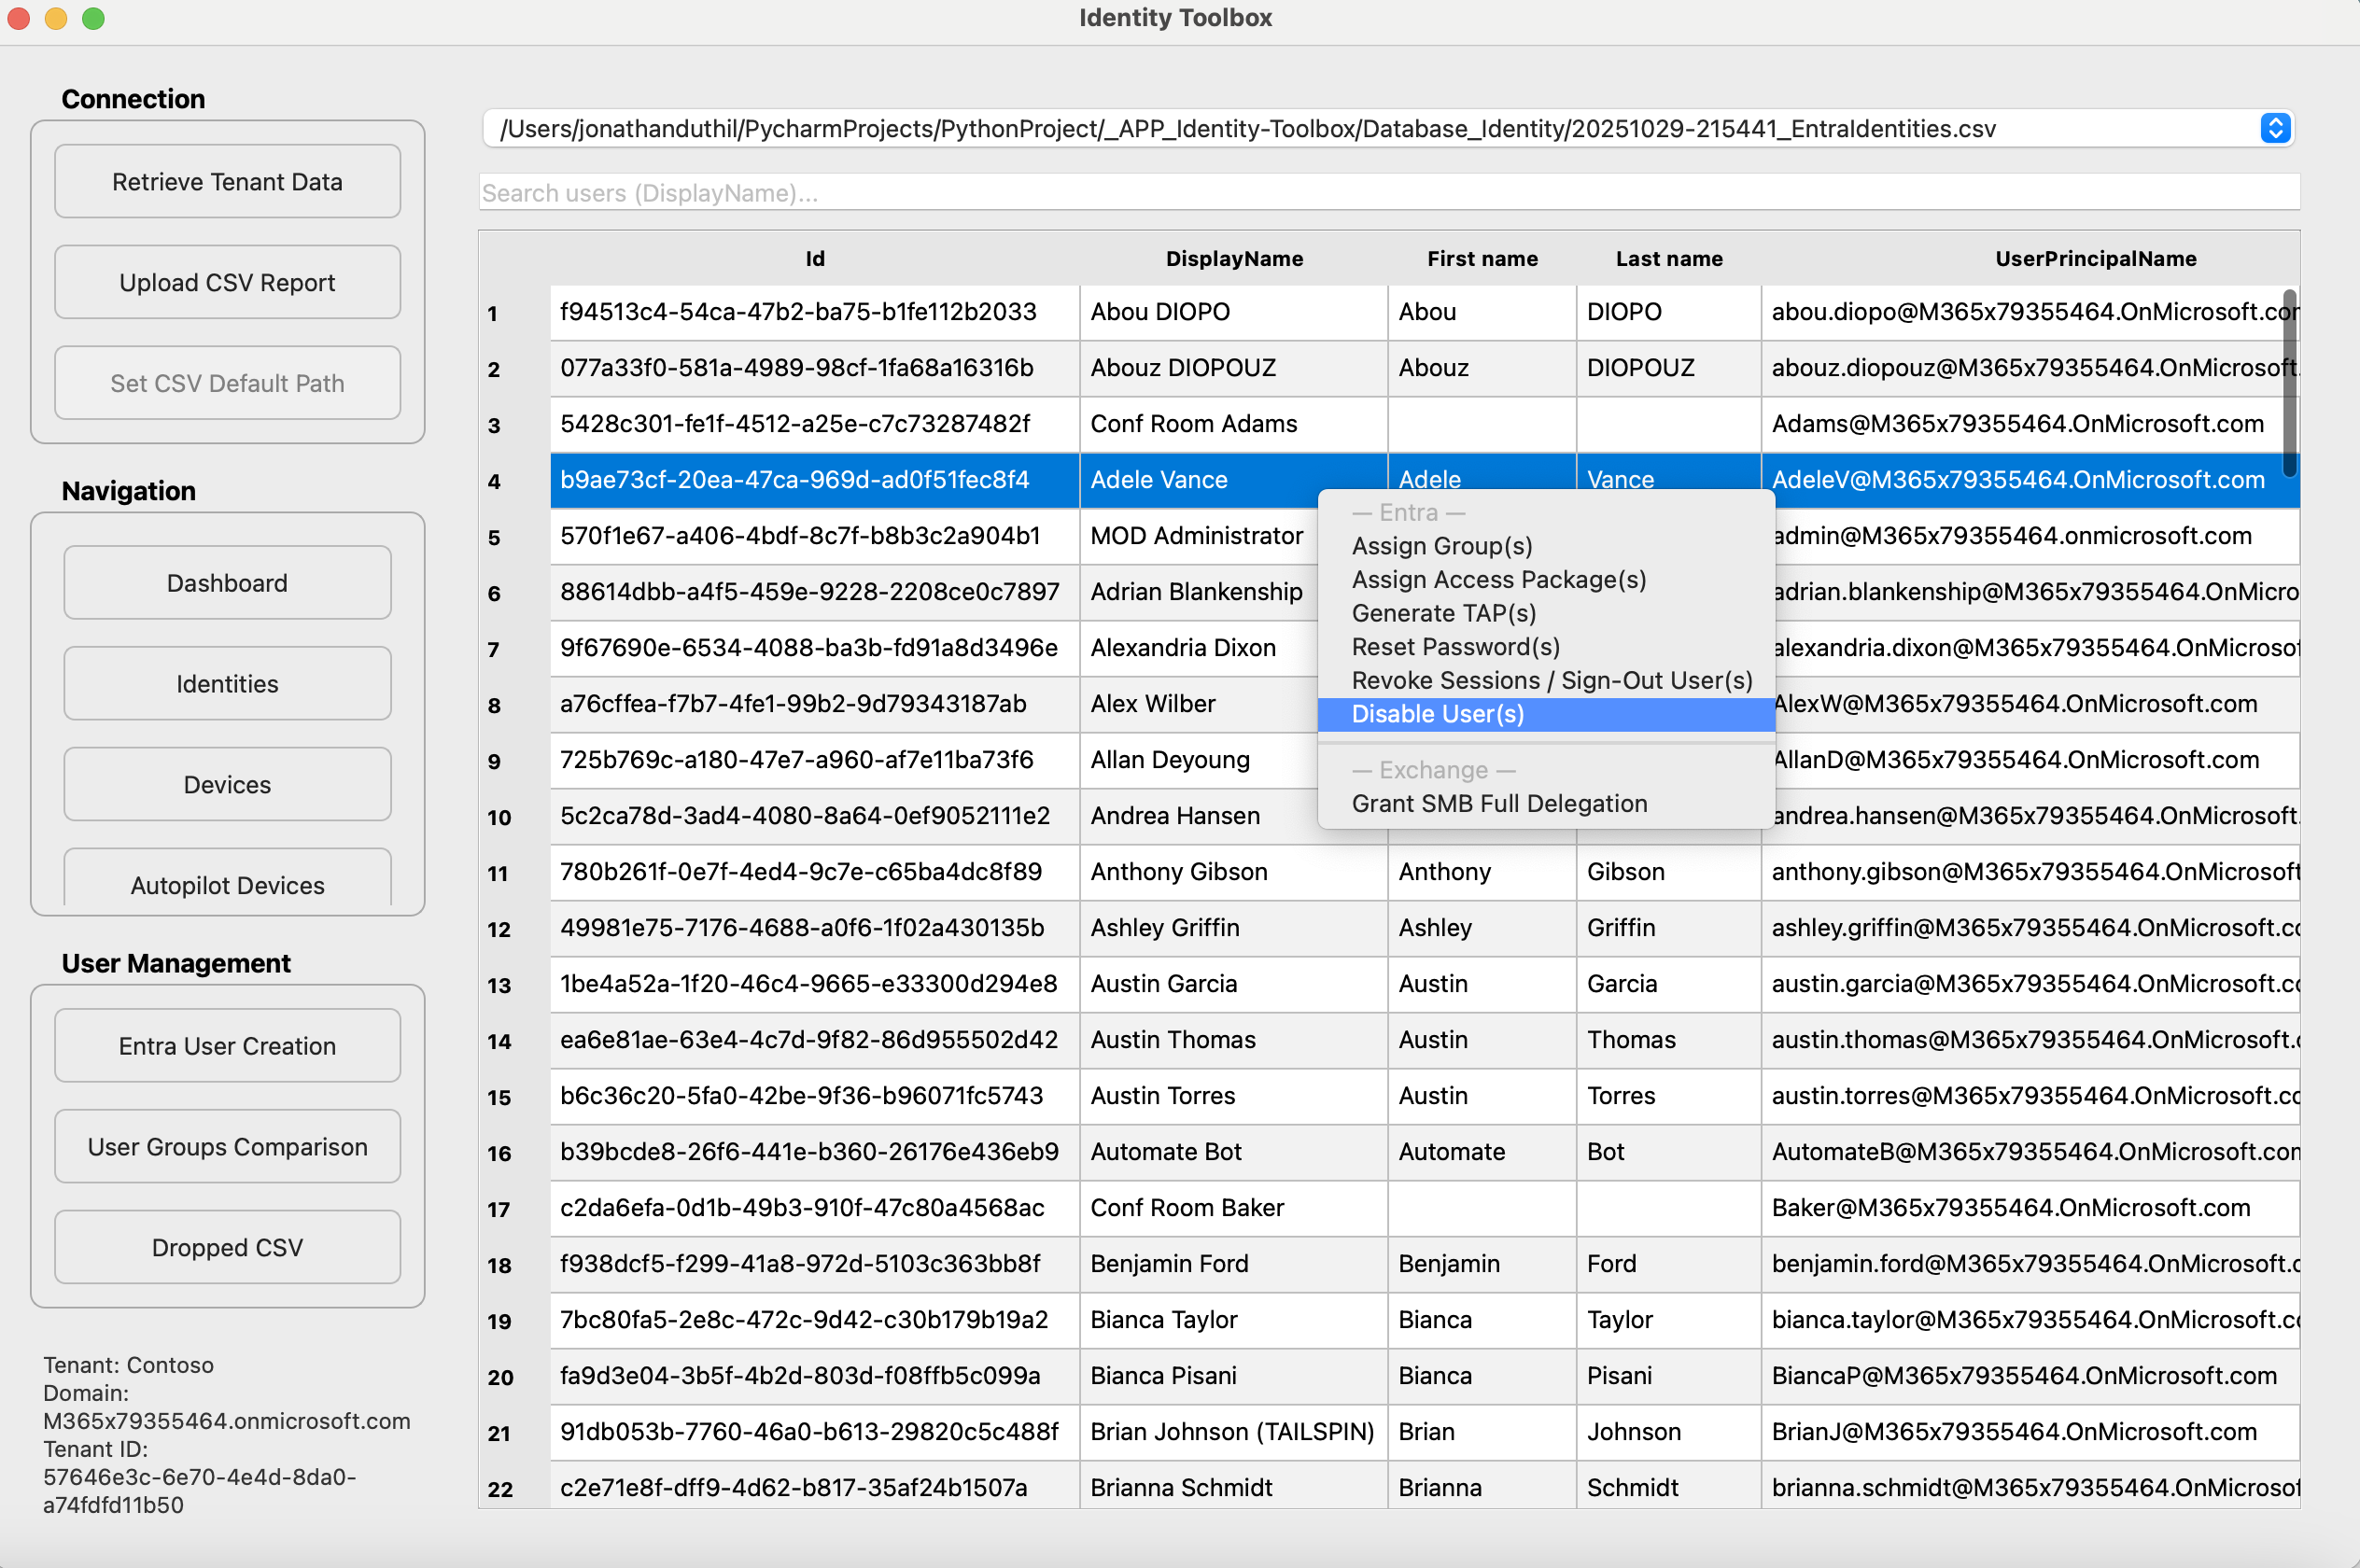 Identity Toolbox
Connection
Retrieve Tenant Data
Upload CSV Report
Set CSV Default Path
Navigation
Dashboard
Identities
Devices
Autopilot Devices
User Management
Entra User Creation
User Groups Comparison
Dropped CSV
Tenant: Contoso
Domain:
M365x79355464.onmicrosoft.com
Tenant ID:
57646e3c-6e70-4e4d-8da0-
a74fdfd11b50
/Users/jonathanduthil/PycharmProjects/PythonProject/_APP_Identity-Toolbox/Database_Identity/20251029-215441_EntraIdentities.csv
Search users (DisplayName)...
Id DisplayName First name Last name UserPrincipalName
1 f94513c4-54ca-47b2-ba75-b1fe112b2033 Abou DIOPO Abou DIOPO abou.diopo@M365x79355464.OnMicrosoft.com
2 077a33f0-581a-4989-98cf-1fa68a16316b Abouz DIOPOUZ Abouz DIOPOUZ abouz.diopouz@M365x79355464.OnMicrosoft.
3 5428c301-fe1f-4512-a25e-c7c73287482f Conf Room Adams Adams@M365x79355464.OnMicrosoft.com
4 b9ae73cf-20ea-47ca-969d-ad0f51fec8f4 Adele Vance Adele Vance AdeleV@M365x79355464.OnMicrosoft.com
5 570f1e67-a406-4bdf-8c7f-b8b3c2a904b1 MOD Administrator admin@M365x79355464.onmicrosoft.com
6 88614dbb-a4f5-459e-9228-2208ce0c7897 Adrian Blankenship adrian.blankenship@M365x79355464.OnMicro
7 9f67690e-6534-4088-ba3b-fd91a8d3496e Alexandria Dixon alexandria.dixon@M365x79355464.OnMicrosof
8 a76cffea-f7b7-4fe1-99b2-9d79343187ab Alex Wilber AlexW@M365x79355464.OnMicrosoft.com
9 725b769c-a180-47e7-a960-af7e11ba73f6 Allan Deyoung AllanD@M365x79355464.OnMicrosoft.com
10 5c2ca78d-3ad4-4080-8a64-0ef9052111e2 Andrea Hansen andrea.hansen@M365x79355464.OnMicrosoft.
11 780b261f-0e7f-4ed4-9c7e-c65ba4dc8f89 Anthony Gibson Anthony Gibson anthony.gibson@M365x79355464.OnMicrosoft
12 49981e75-7176-4688-a0f6-1f02a430135b Ashley Griffin Ashley Griffin ashley.griffin@M365x79355464.OnMicrosoft.co
13 1be4a52a-1f20-46c4-9665-e33300d294e8 Austin Garcia Austin Garcia austin.garcia@M365x79355464.OnMicrosoft.co
14 ea6e81ae-63e4-4c7d-9f82-86d955502d42 Austin Thomas Austin Thomas austin.thomas@M365x79355464.OnMicrosoft.c
15 b6c36c20-5fa0-42be-9f36-b96071fc5743 Austin Torres Austin Torres austin.torres@M365x79355464.OnMicrosoft.co
16 b39bcde8-26f6-441e-b360-26176e436eb9 Automate Bot Automate Bot AutomateB@M365x79355464.OnMicrosoft.com
17 c2da6efa-0d1b-49b3-910f-47c80a4568ac Conf Room Baker Baker@M365x79355464.OnMicrosoft.com
18 f938dcf5-f299-41a8-972d-5103c363bb8f Benjamin Ford Benjamin Ford benjamin.ford@M365x79355464.OnMicrosoft.c
19 7bc80fa5-2e8c-472c-9d42-c30b179b19a2 Bianca Taylor Bianca Taylor bianca.taylor@M365x79355464.OnMicrosoft.co
20 fa9d3e04-3b5f-4b2d-803d-f08ffb5c099a Bianca Pisani Bianca Pisani BiancaP@M365x79355464.OnMicrosoft.com
21 91db053b-7760-46a0-b613-29820c5c488f Brian Johnson (TAILSPIN) Brian Johnson BrianJ@M365x79355464.OnMicrosoft.com
22 c2e71e8f-dff9-4d62-b817-35af24b1507a Brianna Schmidt Brianna Schmidt brianna.schmidt@M365x79355464.OnMicrosof
— Entra —
Assign Group(s)
Assign Access Package(s)
Generate TAP(s)
Reset Password(s)
Revoke Sessions / Sign-Out User(s)
Disable User(s)
— Exchange —
Grant SMB Full Delegation